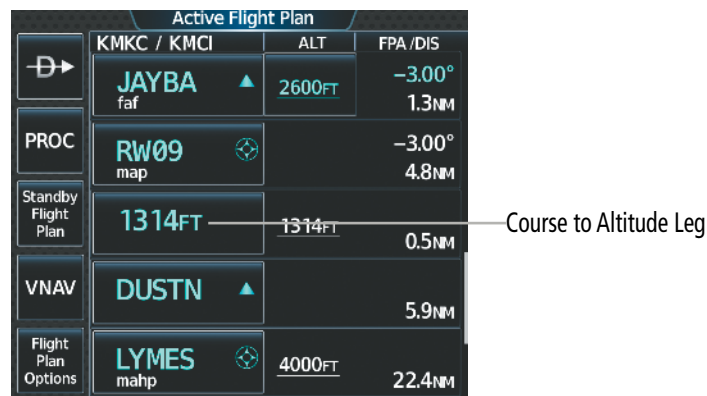 Active Flight Plan
KMKC / KMCI ALT FPA/DIS
JAYBA 2600FT -3.00°
faf 1.3NM
PROC
RW09 -3.00°
map 4.8NM
Standby
Flight
Plan
1314FT 1314FT
0.5NM
Course to Altitude Leg
VNAV
DUSTN
5.9NM
Flight
Plan
Options
LYMES 4000FT
mahp 22.4NM
D